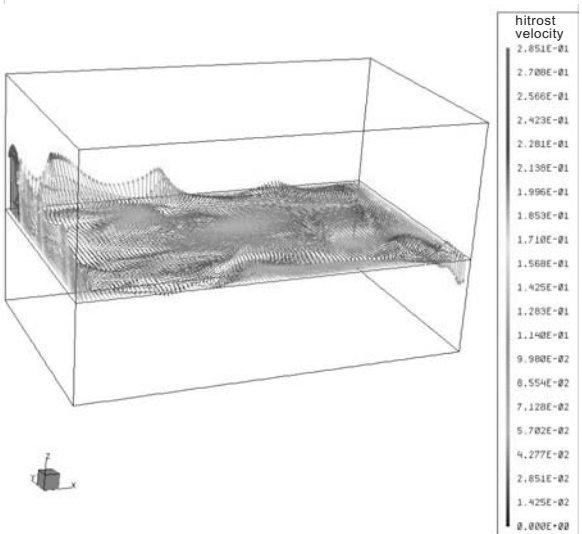 hitrost
velocity
2.851E-01
2.708E-01
2.566E-01
2.423E-01
2.281E-01
2.138E-01
1.996E-01
1.853E-01
1.710E-01
1.568E-01
1.425E-01
1.283E-01
1.140E-01
9.980E-02
8.554E-02
7.128E-02
5.702E-02
4.277E-02
2.851E-02
1.425E-02
0.000E+00
Z
Y
X